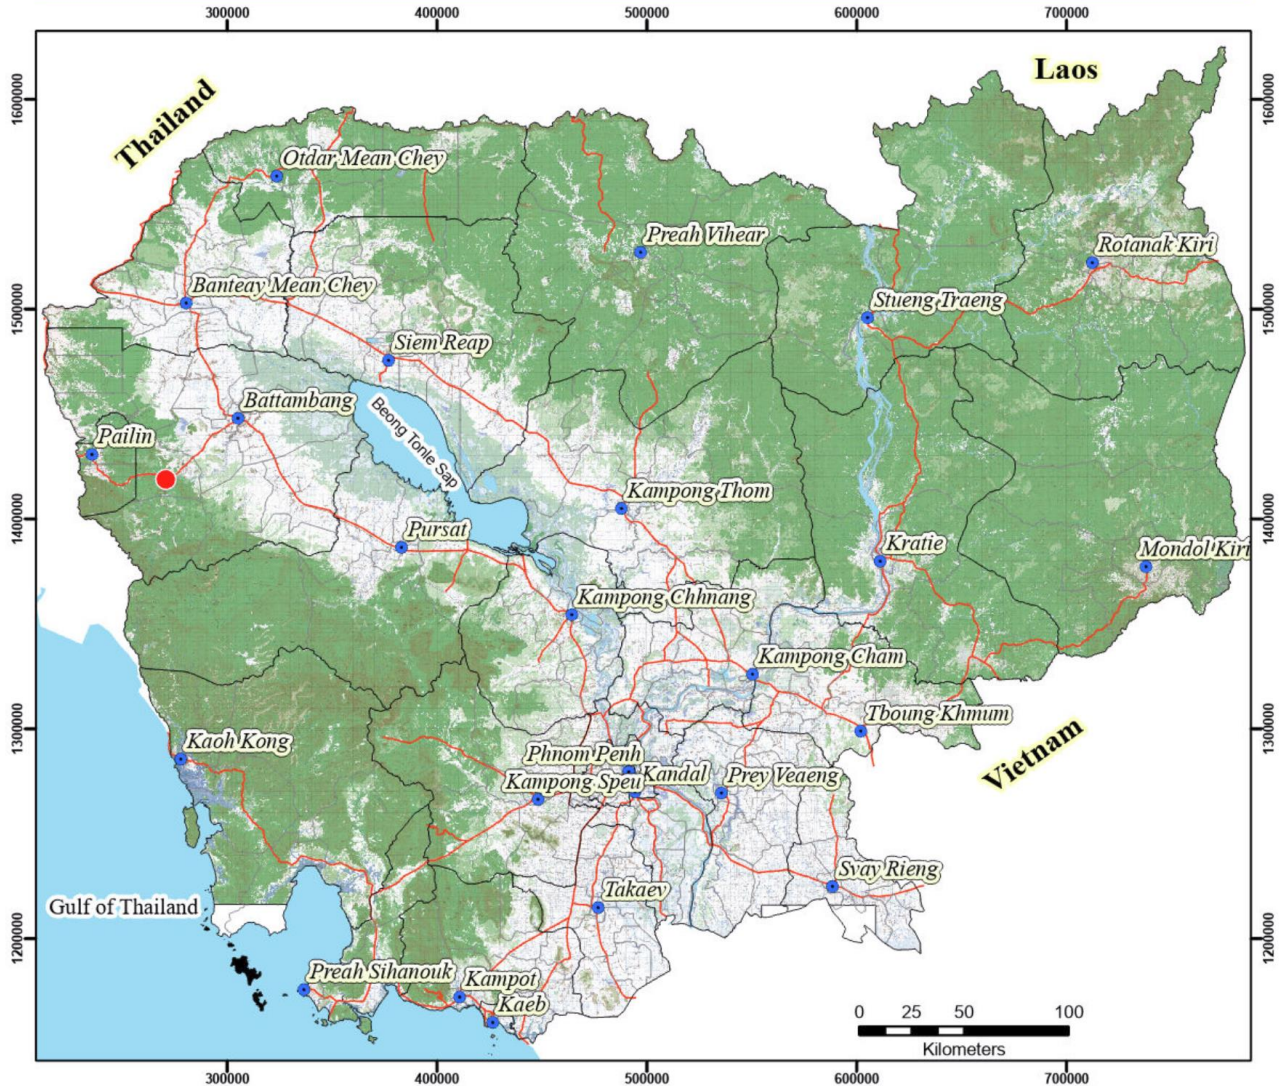 300000 400000 500000 600000 700000
1600000 1600000
Laos
Thailand
Otdar Mean Chey
Preah Vihear
Rotanak Kiri
Banteay Mean Chey
Stueng Traeng
1500000 1500000
Siem Reap
Battambang
Beong Tonle Sap
Pailin
Kampong Thom
1400000 1400000
Pursat
Kratie
Mondol Kiri
Kampong Chhnang
Kampong Cham
Tboung Khmum
1300000 1300000
Kaoh Kong
Vietnam
Phnom Penh
Kandal
Prey Veaeng
Kampong Speu
Svay Rieng
Takaev
Gulf of Thailand
1200000 1200000
Preah Sihanouk
Kampot
Kaeb
0 25 50 100
Kilometers
300000 400000 500000 600000 700000